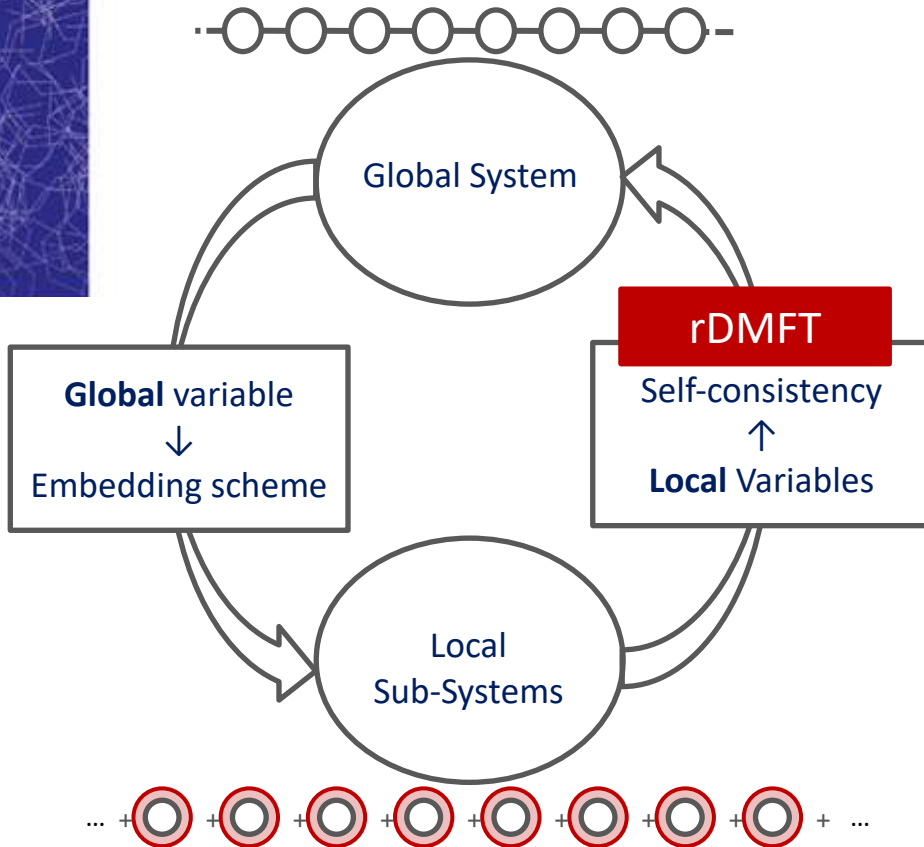 Global System
rDMFT
Global variable
↓
Embedding scheme
Self-consistency
↑
Local Variables
Local
Sub-Systems
... + + + + + + + + + ...